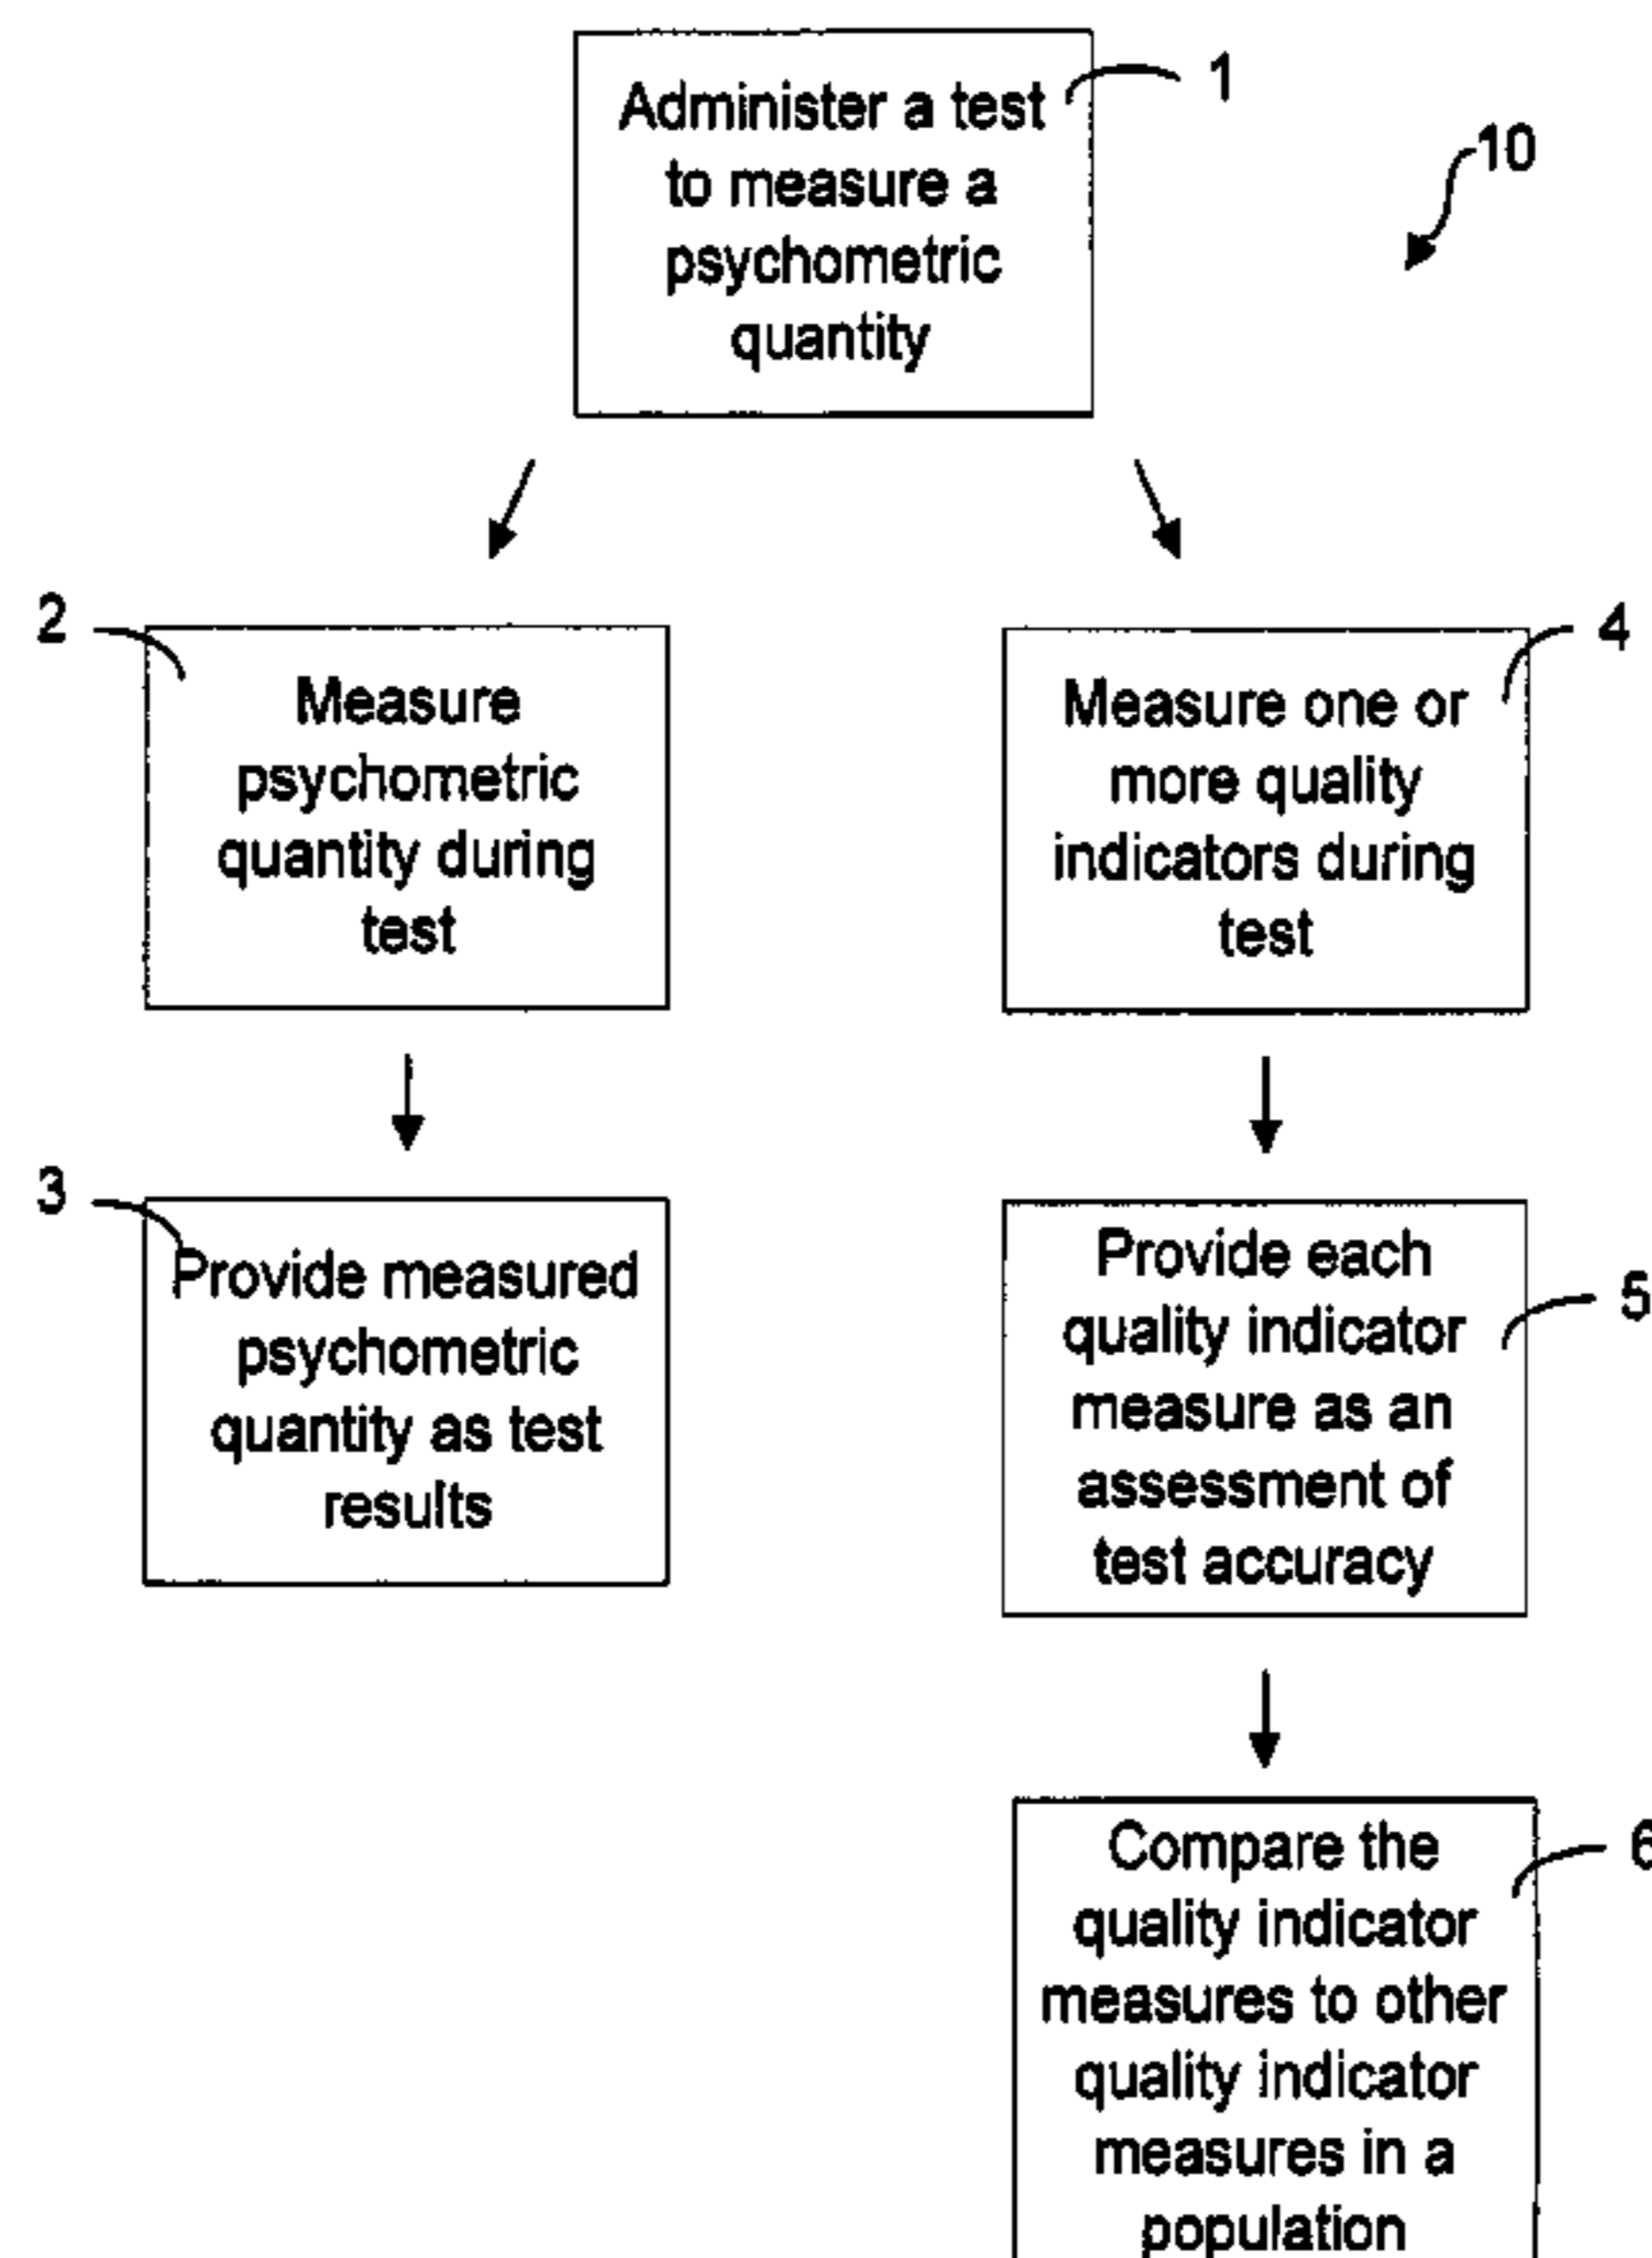 Administer a test
to measure a
psychometric
quantity
1
10
2
Measure
psychometric
quantity during
test
4
Measure one or
more quality
indicators during
test
3
Provide measured
psychometric
quantity as test
results
Provide each
quality indicator
measure as an
assessment of
test accuracy
5
Compare the
quality indicator
measures to other
quality indicator
measures in a
population
6